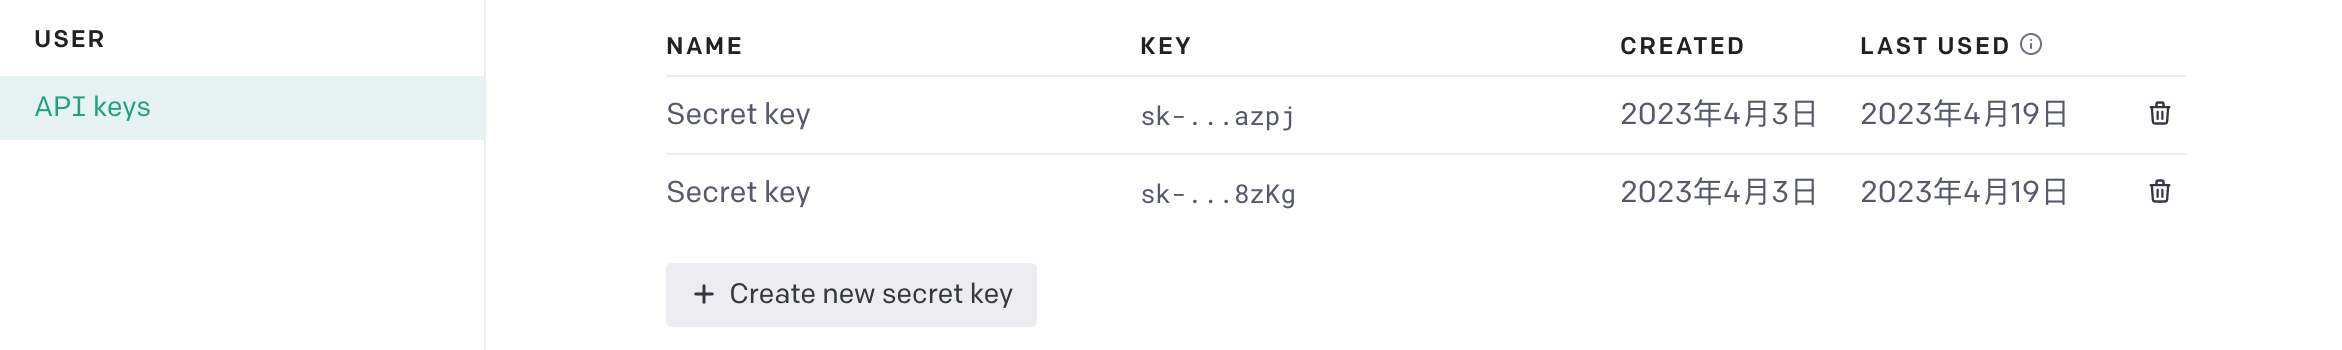 USER
API keys
NAME KEY CREATED LAST USED
Secret key sk-...azpj 2023年4月3日 2023年4月19日
Secret key sk-...8zKg 2023年4月3日 2023年4月19日
+ Create new secret key